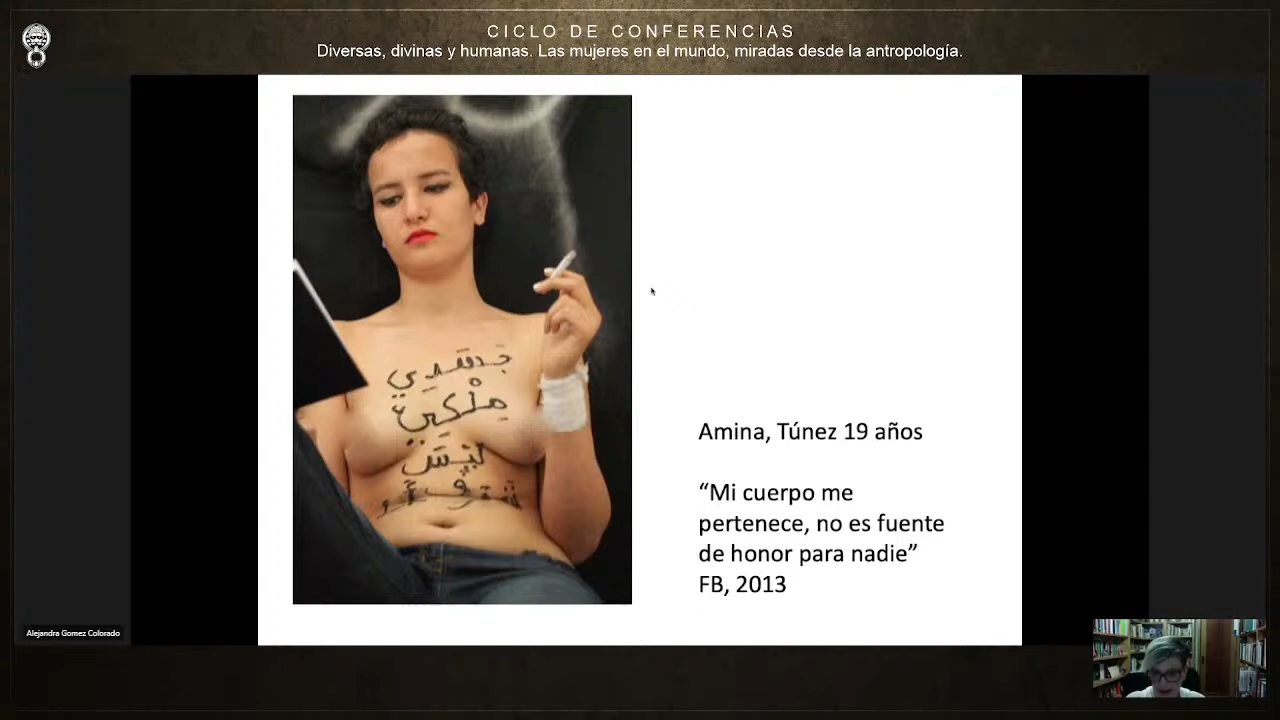 CICLO DE CONFERENCIAS
Diversas, divinas y humanas. Las mujeres en el mundo, miradas desde la antropología.
جسدي
ملكي
ليس
Amina, Túnez 19 años
“Mi cuerpo me
pertenece, no es fuente
de honor para nadie”
FB, 2013
Alejandra Gomez Colorado